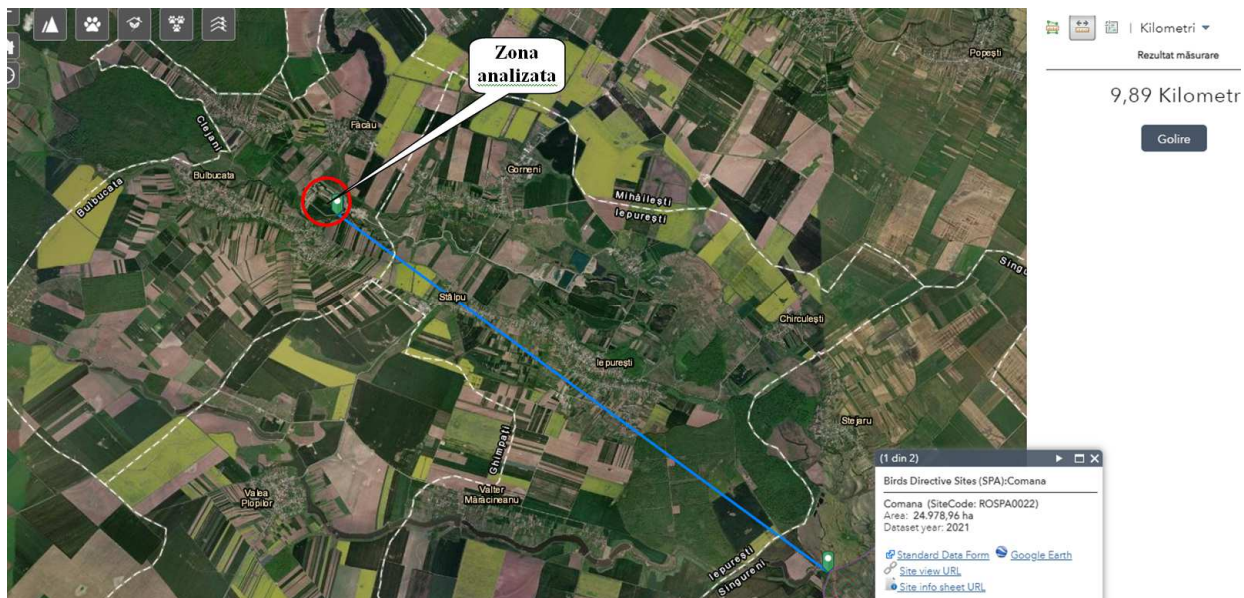 Zona
analizata
Popești
Clejani
Făcău
Bulbucata
Bulbucata
Gorneni
Mihăilești
Iepurești
Singu
Stâlpu
Chirculești
Iepurești
Stejaru
Ghimpați
Valea
Plopilor
Valter
Mărăcineanu
Iepurești
Singureni
| Kilometri
Rezultat măsurare
9,89 Kilometr
Golire
(1 din 2)
Birds Directive Sites (SPA):Comana
Comana (SiteCode: ROSPA0022)
Area: 24.978,96 ha
Dataset year: 2021
Standard Data Form Google Earth
Site view URL
Site info sheet URL